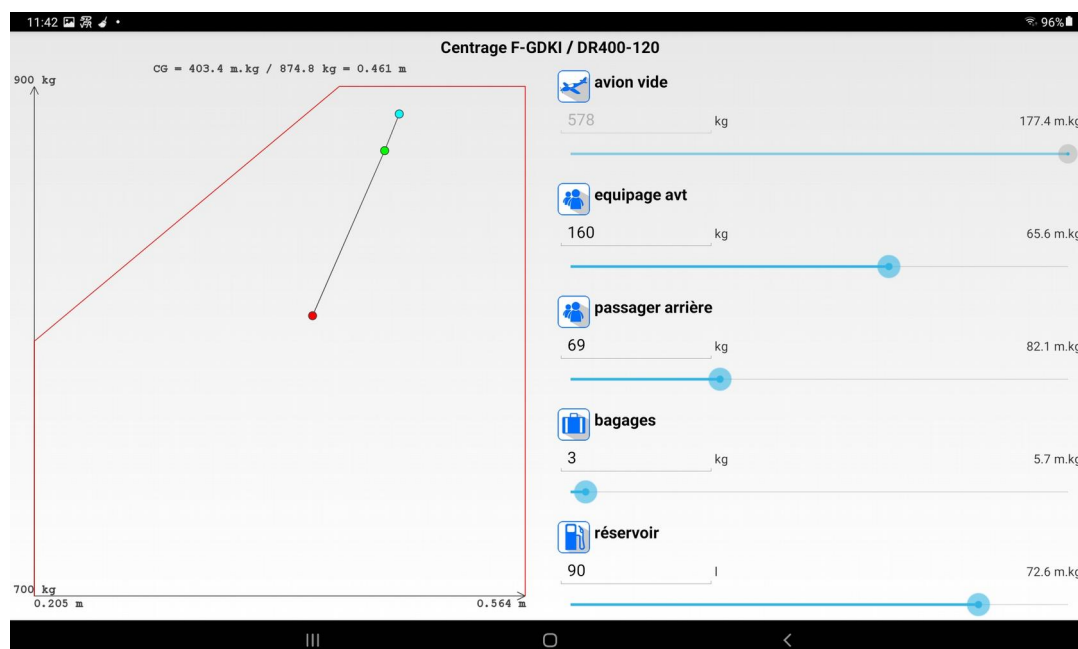 11:42
96%
Centrage F-GDKI / DR400-120
CG = 403.4 m.kg / 874.8 kg = 0.461 m
900 kg
700 kg
0.205 m
0.564 m
avion vide
578 kg 177.4 m.kg
equipage avt
160 kg 65.6 m.kg
passager arrière
69 kg 82.1 m.kg
bagages
3 kg 5.7 m.kg
réservoir
90 l 72.6 m.kg